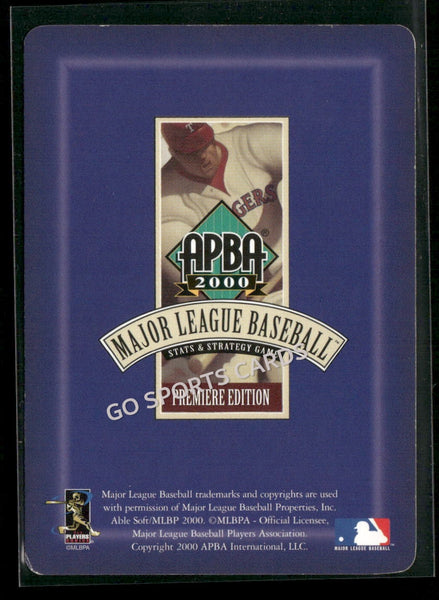 T
GERS
APBA®
2000
MAJOR LEAGUE BASEBALL™
STATS & STRATEGY GAME
GO SPORTS CARDS
PREMIERE EDITION
Major League Baseball trademarks and copyrights are used
with permission of Major League Baseball Properties, Inc.
Able Soft/MLBP 2000. ©MLBPA - Official Licensee,
Major League Baseball Players Association.
Copyright 2000 APBA International, LLC.
PLAYERS
©MLBPA
MAJOR LEAGUE BASEBALL